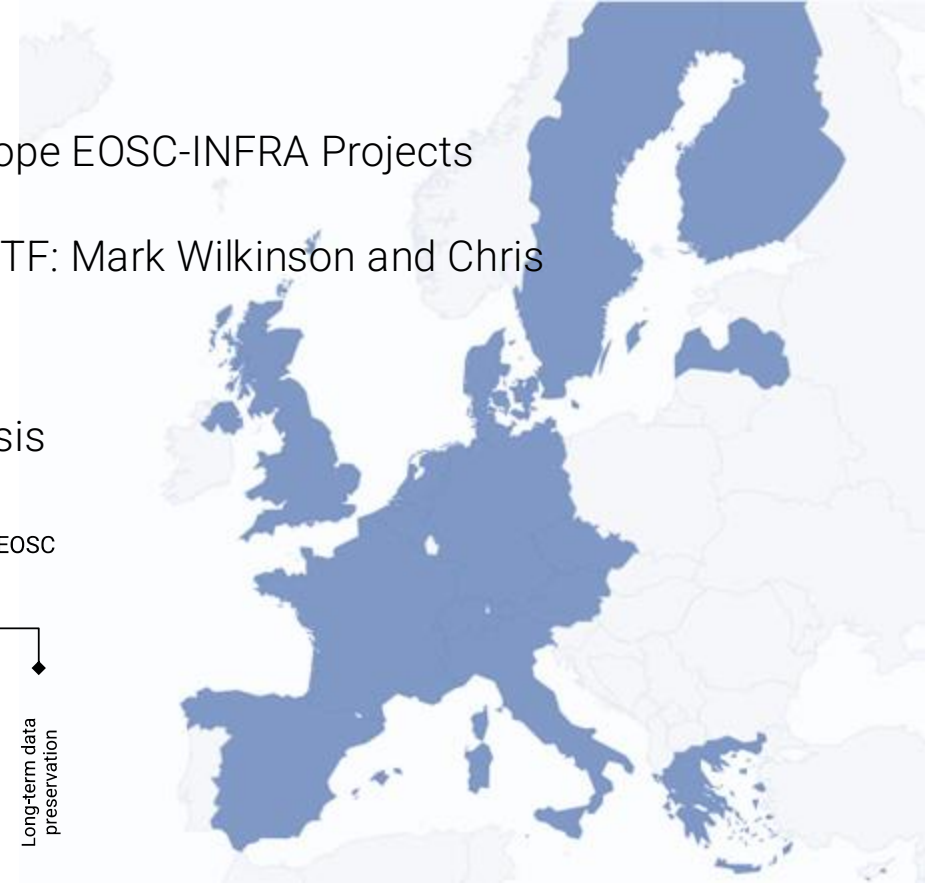 ope EOSC-INFRA Projects
TF: Mark Wilkinson and Chris
sis
EOSC
Long-term data
preservation